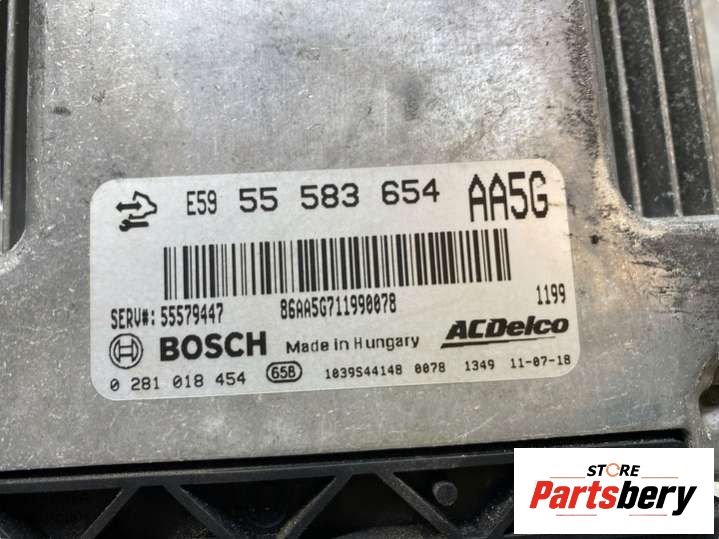 E59 55 583 654 AA5G
SERV#: 55579447 86AA5G711990078 1199
BOSCH Made in Hungary ACDelco
0 281 018 454 65B 1039S44148 0078 1349 11-07-18
STORE
Partsbery